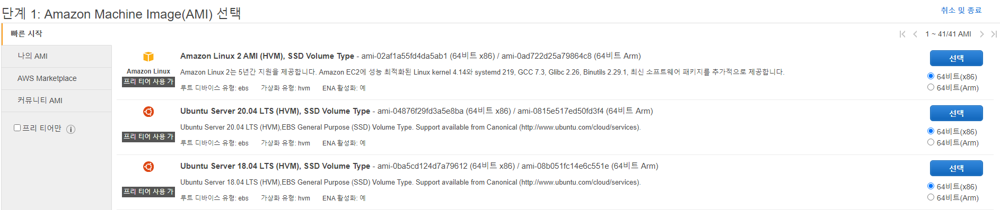 단계 1: Amazon Machine Image(AMI) 선택
취소 및 종료
빠른 시작
1 ~ 41/41 AMI
나의 AMI
AWS Marketplace
커뮤니티 AMI
프리 티어만
Amazon Linux
프리 티어 사용 가
Amazon Linux 2 AMI (HVM), SSD Volume Type - ami-02af1a55fd4da5ab1 (64비트 x86) / ami-0ad722d25a79864c8 (64비트 Arm)
Amazon Linux 2는 5년간 지원을 제공합니다. Amazon EC2에 성능 최적화된 Linux kernel 4.14와 systemd 219, GCC 7.3, Glibc 2.26, Binutils 2.29.1, 최신 소프트웨어 패키지를 추가적으로 제공합니다.
루트 디바이스 유형: ebs 가상화 유형: hvm ENA 활성화: 예
선택
64비트(x86)
64비트(Arm)
프리 티어 사용 가
Ubuntu Server 20.04 LTS (HVM), SSD Volume Type - ami-04876f29fd3a5e8ba (64비트 x86) / ami-0815e517ed50fd3f4 (64비트 Arm)
Ubuntu Server 20.04 LTS (HVM),EBS General Purpose (SSD) Volume Type. Support available from Canonical (http://www.ubuntu.com/cloud/services).
루트 디바이스 유형: ebs 가상화 유형: hvm ENA 활성화: 예
선택
64비트(x86)
64비트(Arm)
프리 티어 사용 가
Ubuntu Server 18.04 LTS (HVM), SSD Volume Type - ami-0ba5cd124d7a79612 (64비트 x86) / ami-08b051fc14e6c551e (64비트 Arm)
Ubuntu Server 18.04 LTS (HVM),EBS General Purpose (SSD) Volume Type. Support available from Canonical (http://www.ubuntu.com/cloud/services).
루트 디바이스 유형: ebs 가상화 유형: hvm ENA 활성화: 예
선택
64비트(x86)
64비트(Arm)